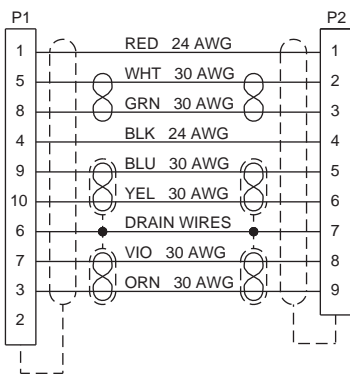 P1 P2
1 RED 24 AWG 1
5 WHT 30 AWG 2
8 GRN 30 AWG 3
4 BLK 24 AWG 4
9 BLU 30 AWG 5
10 YEL 30 AWG 6
6 DRAIN WIRES 7
7 VIO 30 AWG 8
3 ORN 30 AWG 9
2